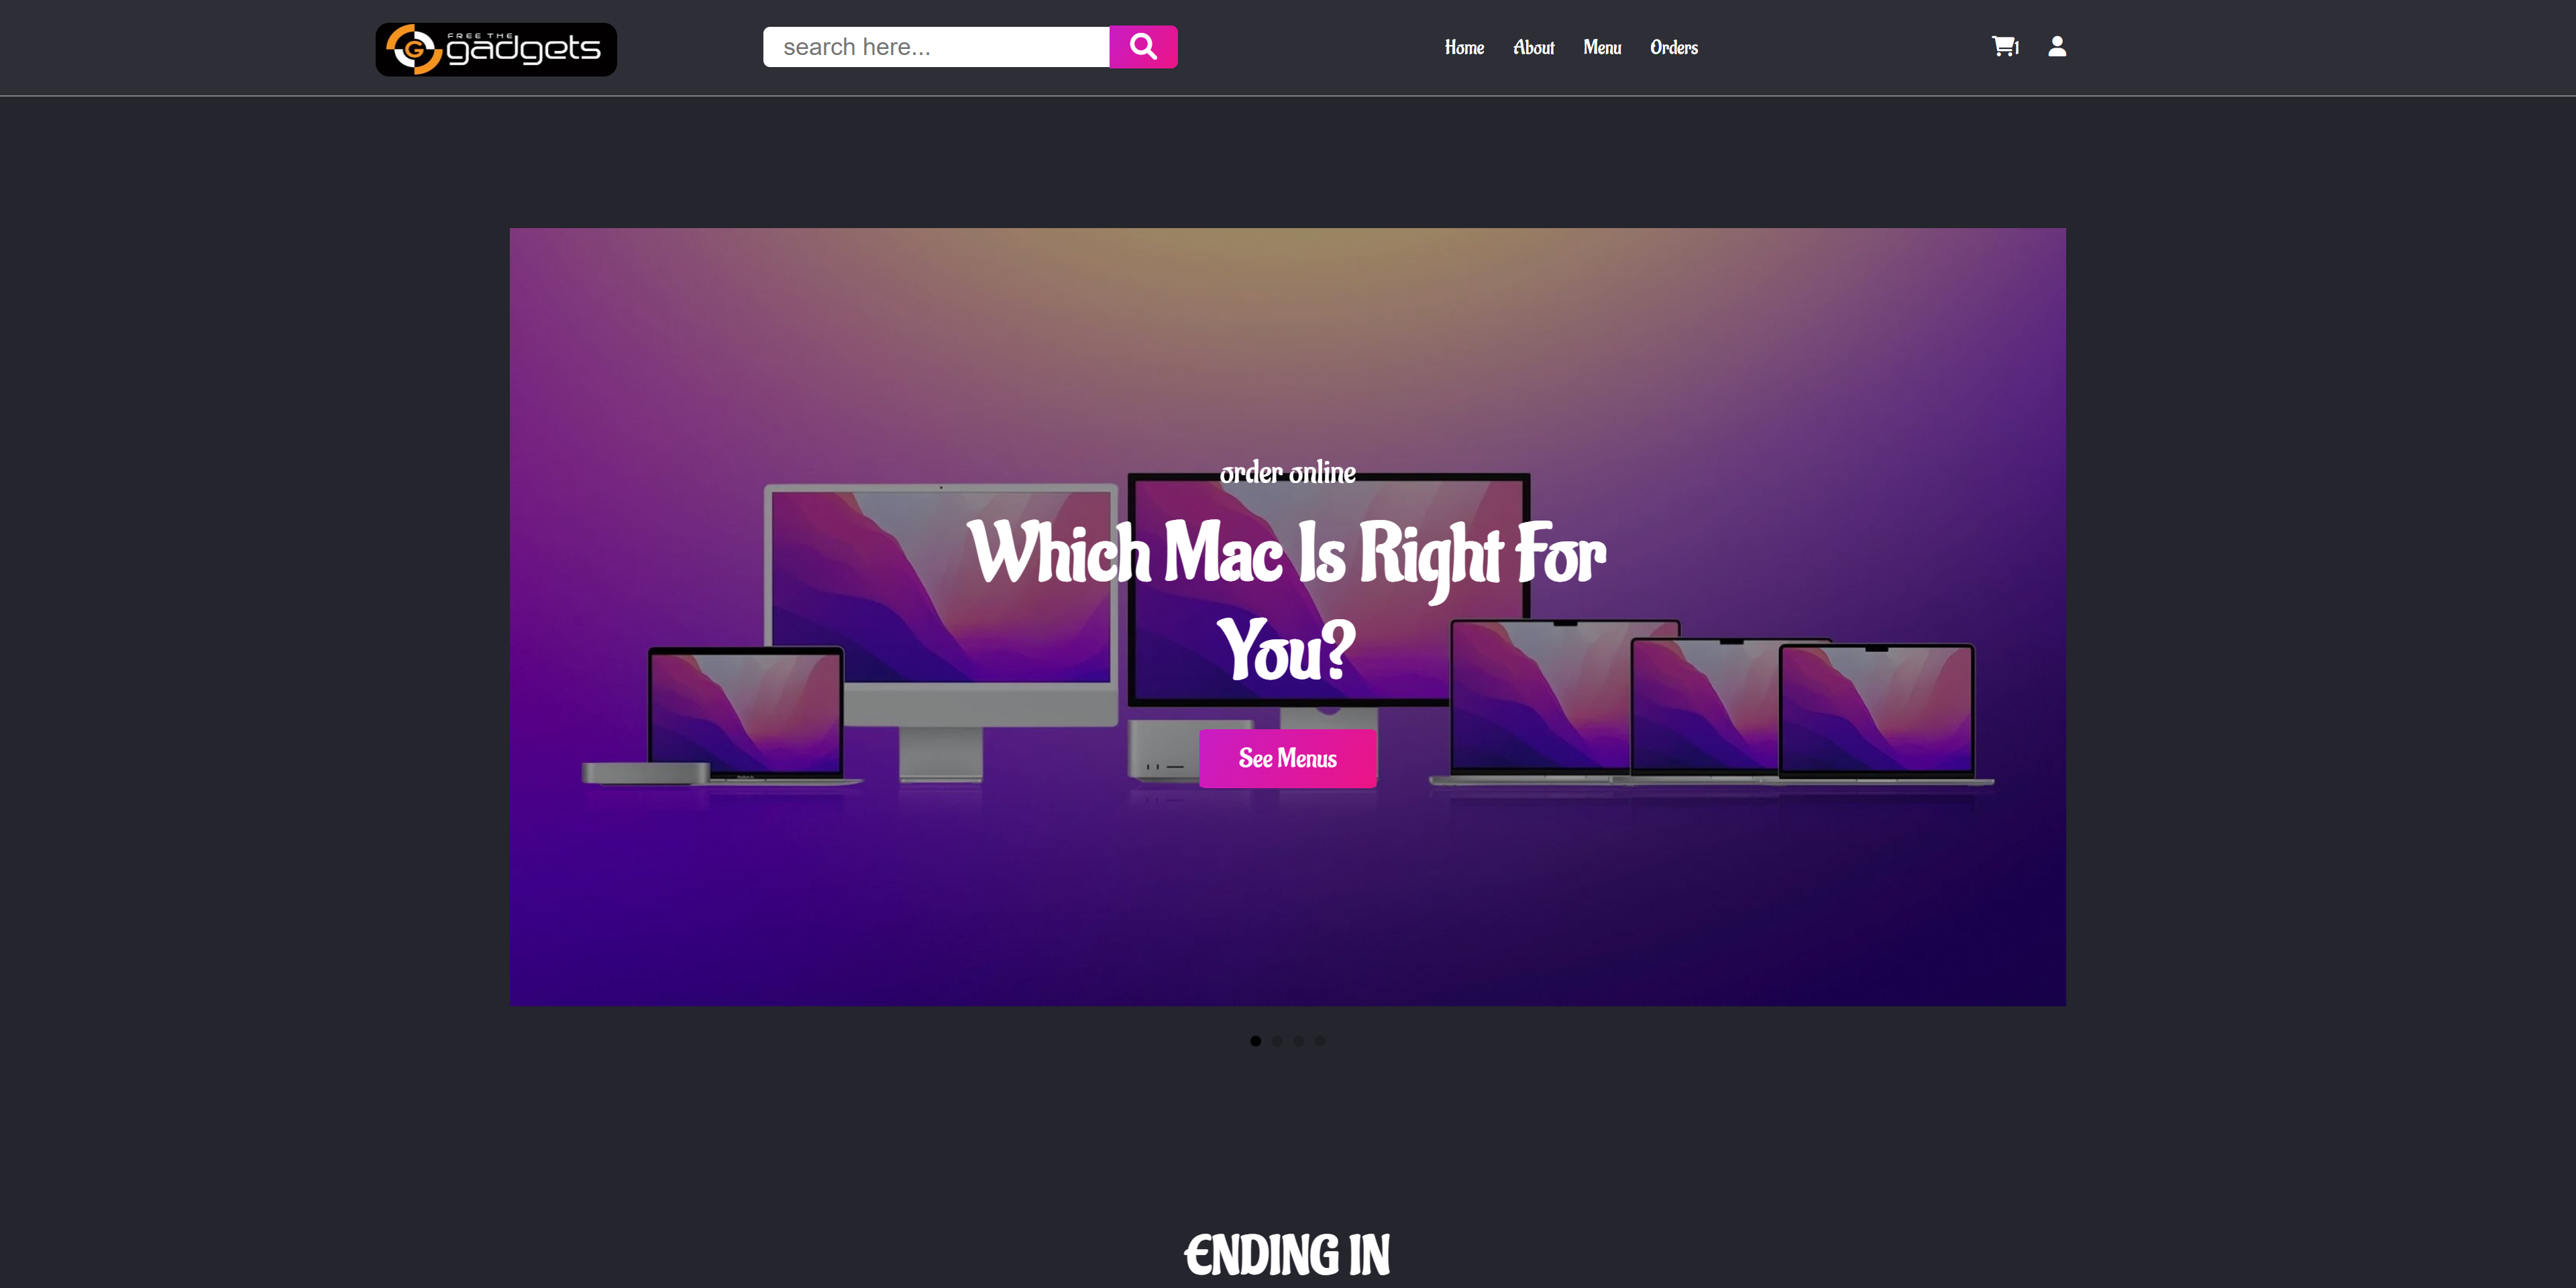 FREE THE
gadgets
G
search here...
Home About Menu Orders
1
order online
Which Mac Is Right For
You?
See Menus
ENDING IN